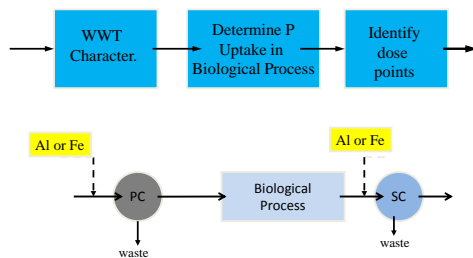 WWT
Character.
Determine P
Uptake in
Biological Process
Identify
dose
points
Al or Fe
Al or Fe
PC
Biological
Process
SC
waste
waste